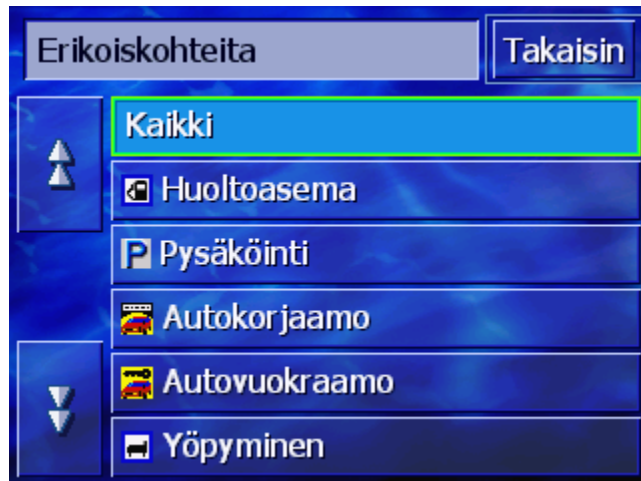 Erikoiskohteita
Takaisin
Kaikki
Huoltoasema
P Pysäköinti
Autokorjaamo
Autovuokraamo
Yöpyminen